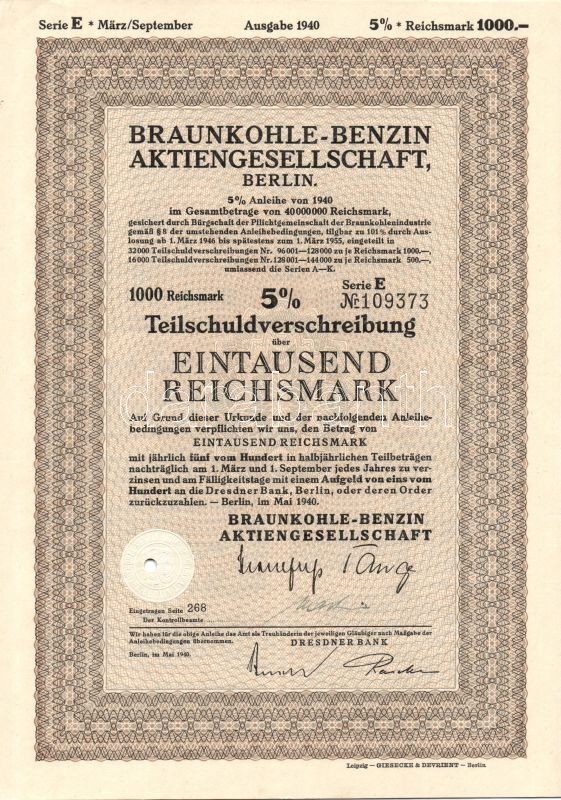 Serie E * März/September Ausgabe 1940 5% * Reichsmark 1000.—
BRAUNKOHLE-BENZIN
AKTIENGESELLSCHAFT,
BERLIN.
5% Anleihe von 1940
im Gesamtbetrage von 40000000 Reichsmark,
gesichert durch Bürgschaft der Pflichtgemeinschaft der Braunkohlenindustrie
gemäß § 8 der umstehenden Anleihebedingungen, tilgbar zu 101% durch Aus-
losung ab 1. März 1946 bis spätestens zum 1. März 1955, eingeteilt in
32000 Teilschuldverschreibungen Nr. 96001—128000 zu je Reichsmark 1000.—,
16000 Teilschuldverschreibungen Nr. 128001—144000 zu je Reichsmark 500.—,
umlassend die Serien A—K.
1000 Reichsmark 5% Serie E
№ 109373
Teilschuldverschreibung
über
EINTAUSEND
REICHSMARK
Auf Grund dieser Urkunde und der nachfolgenden Anleihe-
bedingungen verpflichten wir uns, den Betrag von
EINTAUSEND REICHSMARK
mit jährlich fünf vom Hundert in halbjährlichen Teilbeträgen
nachträglich am 1. März und 1. September jedes Jahres zu ver-
zinsen und am Fälligkeitstage mit einem Aufgeld von eins vom
Hundert an die Dresdner Bank, Berlin, oder deren Order
zurückzuzahlen. — Berlin, im Mai 1940.
BRAUNKOHLE-BENZIN
AKTIENGESELLSCHAFT
Eingetragen Seite 268
Der Kontrollbeamte
Wir haben für die obige Anleihe das Amt als Treuhänderin der jeweiligen Gläubiger nach Maßgabe der
Anleihebedingungen übernommen. DRESDNER BANK
Berlin, im Mai 1940.
Leipzig — GIESECKE & DEVRIENT — Berlin